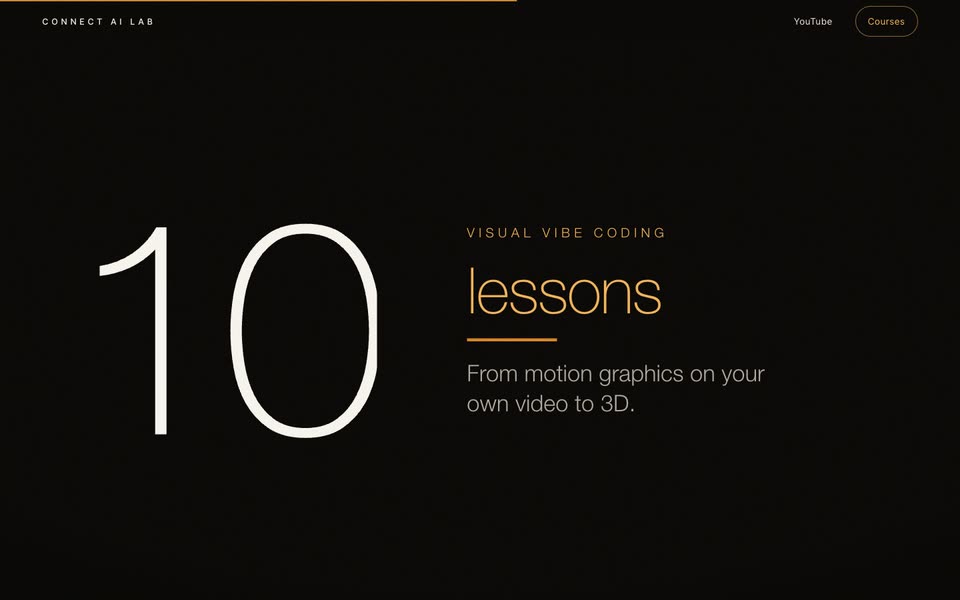 CONNECT AI LAB
YouTube
Courses
10
VISUAL VIBE CODING
lessons
From motion graphics on your
own video to 3D.